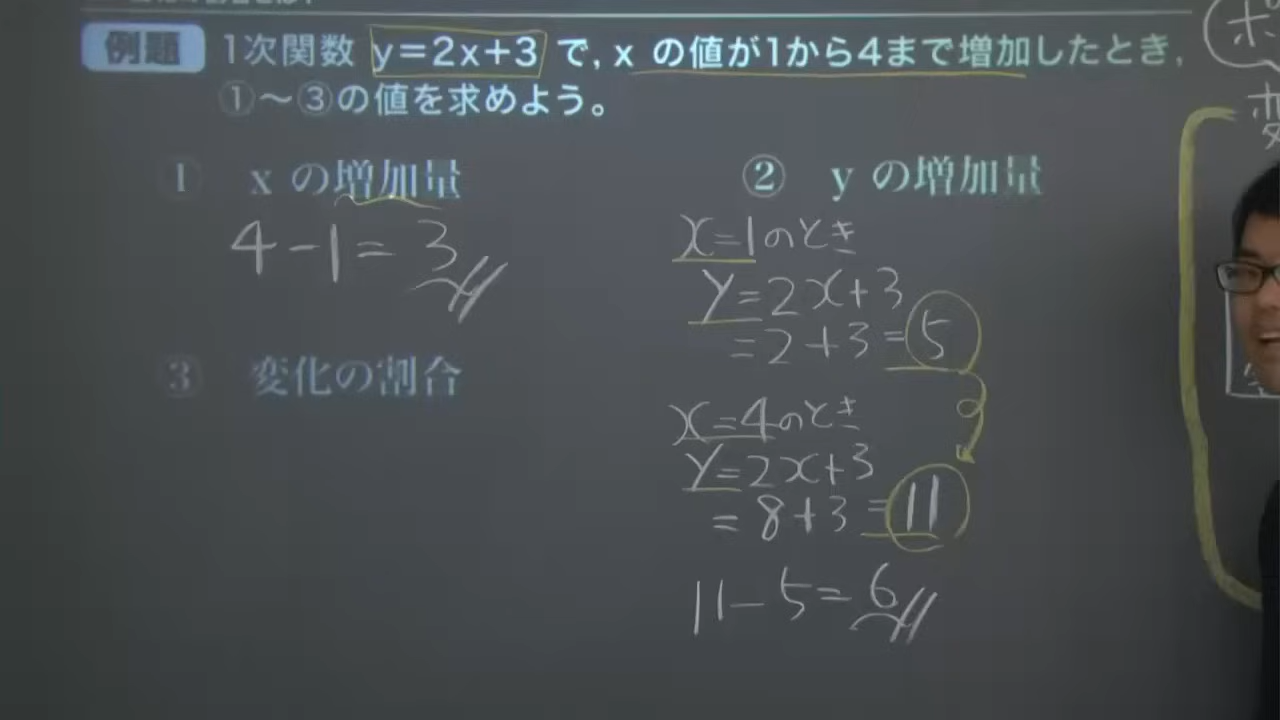 例題 1次関数 y=2x+3 で, x の値が1から4まで増加したとき,
①～③の値を求めよう。
① x の増加量
4-1=3
② y の増加量
x=1のとき
y=2x+3
=2+3=5
x=4のとき
y=2x+3
=8+3=11
11-5=6
③ 変化の割合
ポ
変